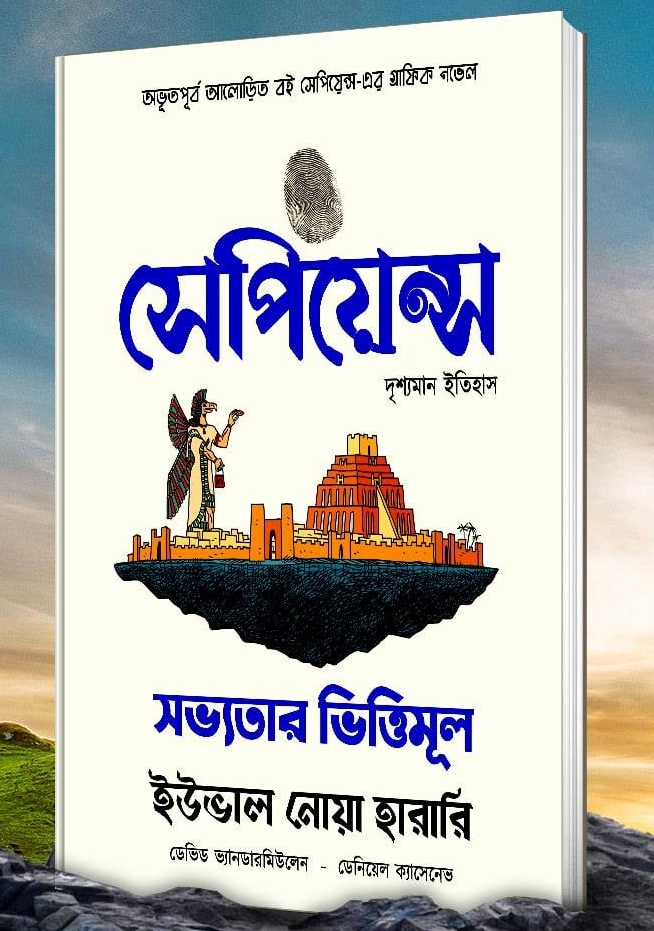 অভূতপূর্ব আলোড়িত বই সেপিয়েন্স-এর গ্রাফিক নভেল
সেপিয়েন্স
দৃশ্যমান ইতিহাস
সভ্যতার ভিত্তিমূল
ইউভাল নোয়া হারারি
ডেভিড ভ্যানডারমিউলেন - ডেনিয়েল ক্যাসেনেভ